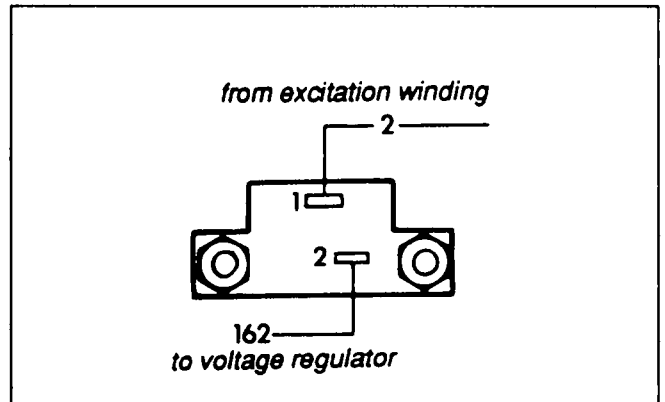 from excitation winding
2
1
2
162
to voltage regulator